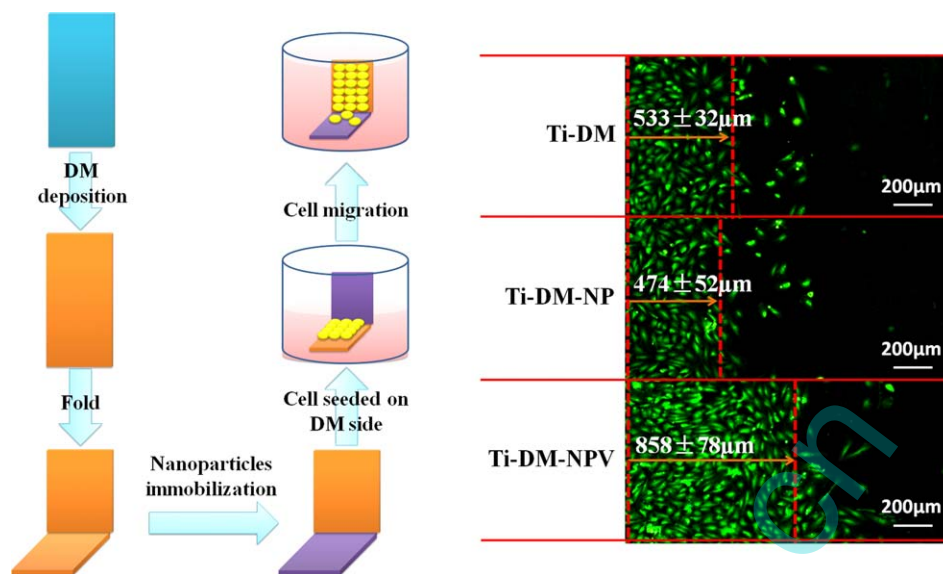 DM
deposition
Fold
Nanoparticles
immobilization
Cell seeded on
DM side
Cell migration
Ti-DM
533±32μm
200μm
Ti-DM-NP
474±52μm
200μm
Ti-DM-NPV
858±78μm
200μm
cn